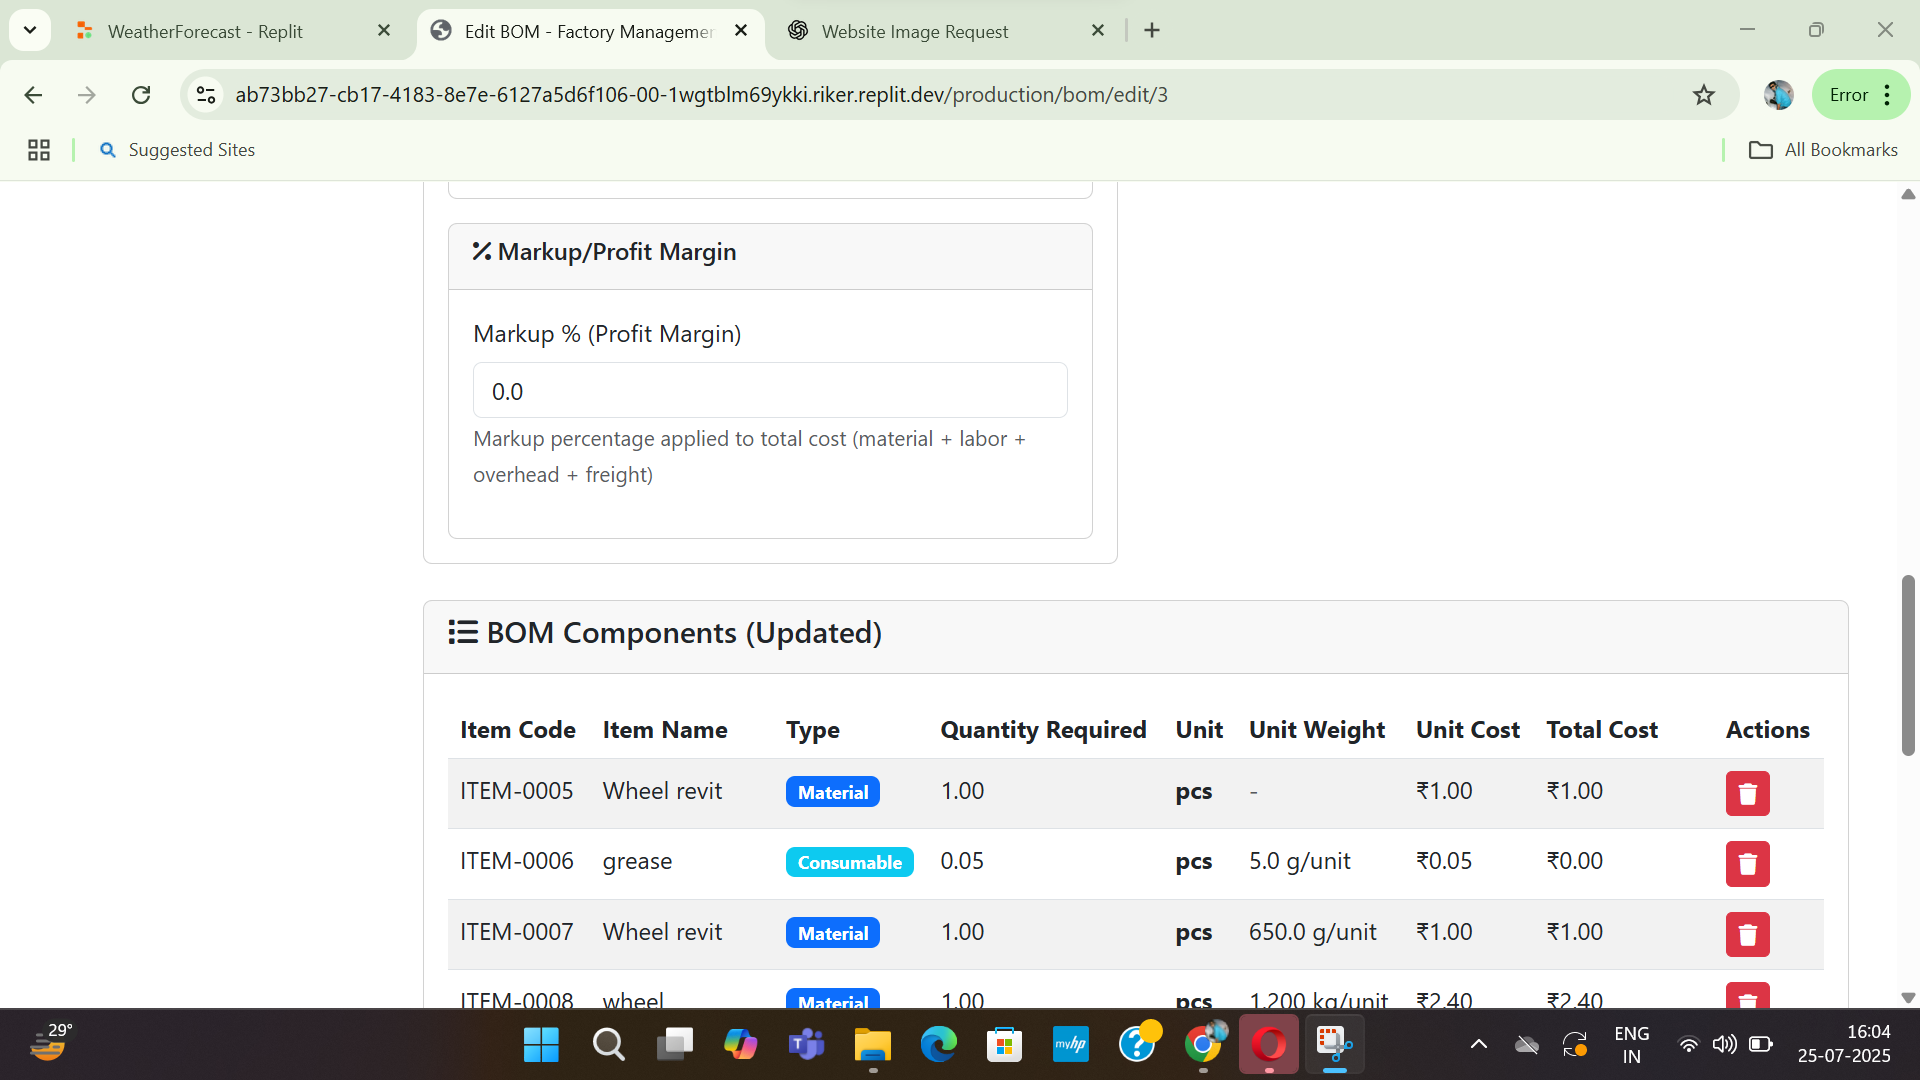 WeatherForecast - Replit
Edit BOM - Factory Managemer
Website Image Request
ab73bb27-cb17-4183-8e7e-6127a5d6f106-00-1wgtblm69ykki.riker.replit.dev/production/bom/edit/3
Error
Suggested Sites
All Bookmarks
Markup/Profit Margin
Markup % (Profit Margin)
0.0
Markup percentage applied to total cost (material + labor +
overhead + freight)
BOM Components (Updated)
Item Code Item Name Type Quantity Required Unit Unit Weight Unit Cost Total Cost Actions
ITEM-0005 Wheel revit Material 1.00 pcs - ₹1.00 ₹1.00
ITEM-0006 grease Consumable 0.05 pcs 5.0 g/unit ₹0.05 ₹0.00
ITEM-0007 Wheel revit Material 1.00 pcs 650.0 g/unit ₹1.00 ₹1.00
ITEM-0008 wheel Material 1.00 pcs 1.200 kg/unit ₹2.40 ₹2.40
29°
myhp
ENG
IN
16:04
25-07-2025